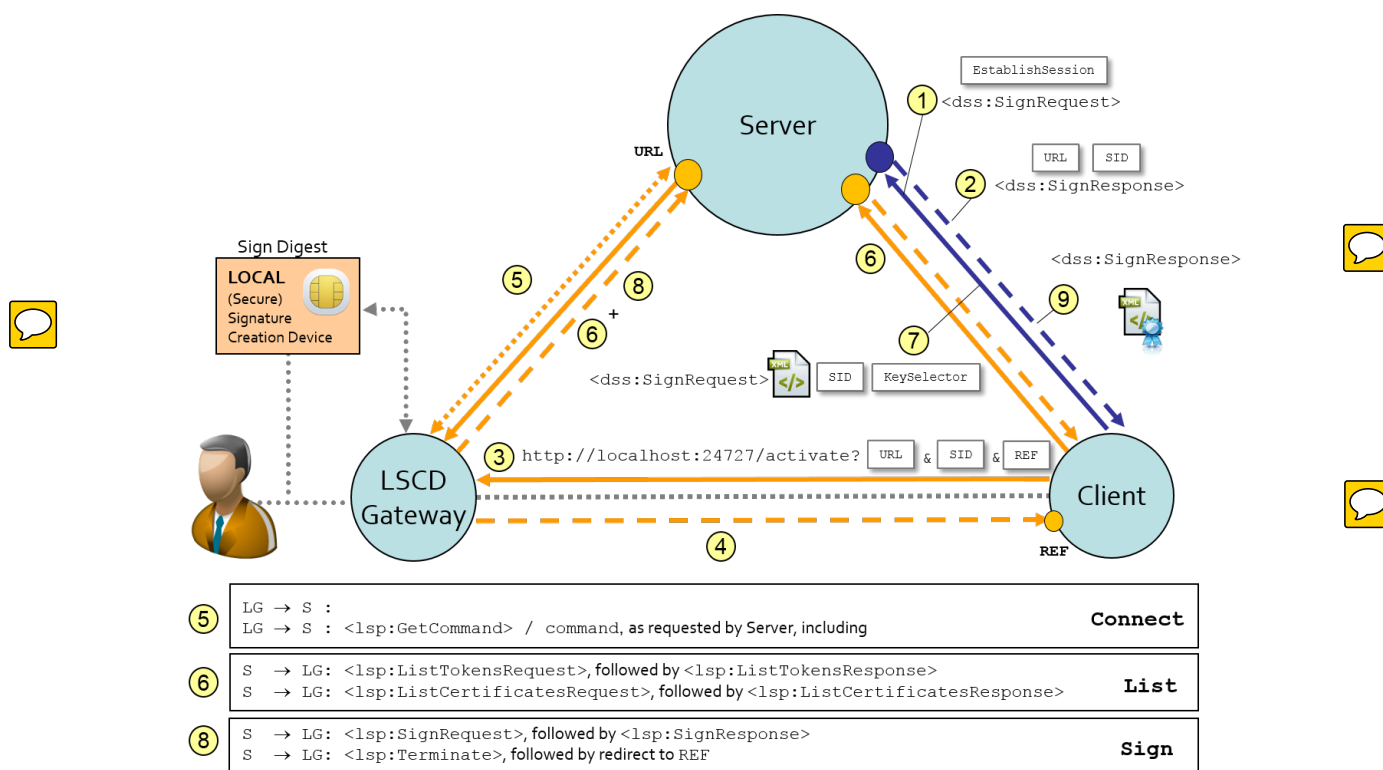 EstablishSession
1 <dss:SignRequest>
Server
URL
URL SID
2 <dss:SignResponse>
Sign Digest
LOCAL
(Secure)
Signature
Creation Device
5
8
6 +
6
<dss:SignResponse>
9
7
<dss:SignRequest> XML </> SID KeySelector
XML </>
3 http://localhost:24727/activate? URL & SID & REF
LSCD
Gateway
Client
4
REF
5 LG → S :
LG → S : <lsp:GetCommand> / command, as requested by Server, including
Connect
6 S → LG: <lsp:ListTokensRequest>, followed by <lsp:ListTokensResponse>
S → LG: <lsp:ListCertificatesRequest>, followed by <lsp:ListCertificatesResponse>
List
8 S → LG: <lsp:SignRequest>, followed by <lsp:SignResponse>
S → LG: <lsp:Terminate>, followed by redirect to REF
Sign